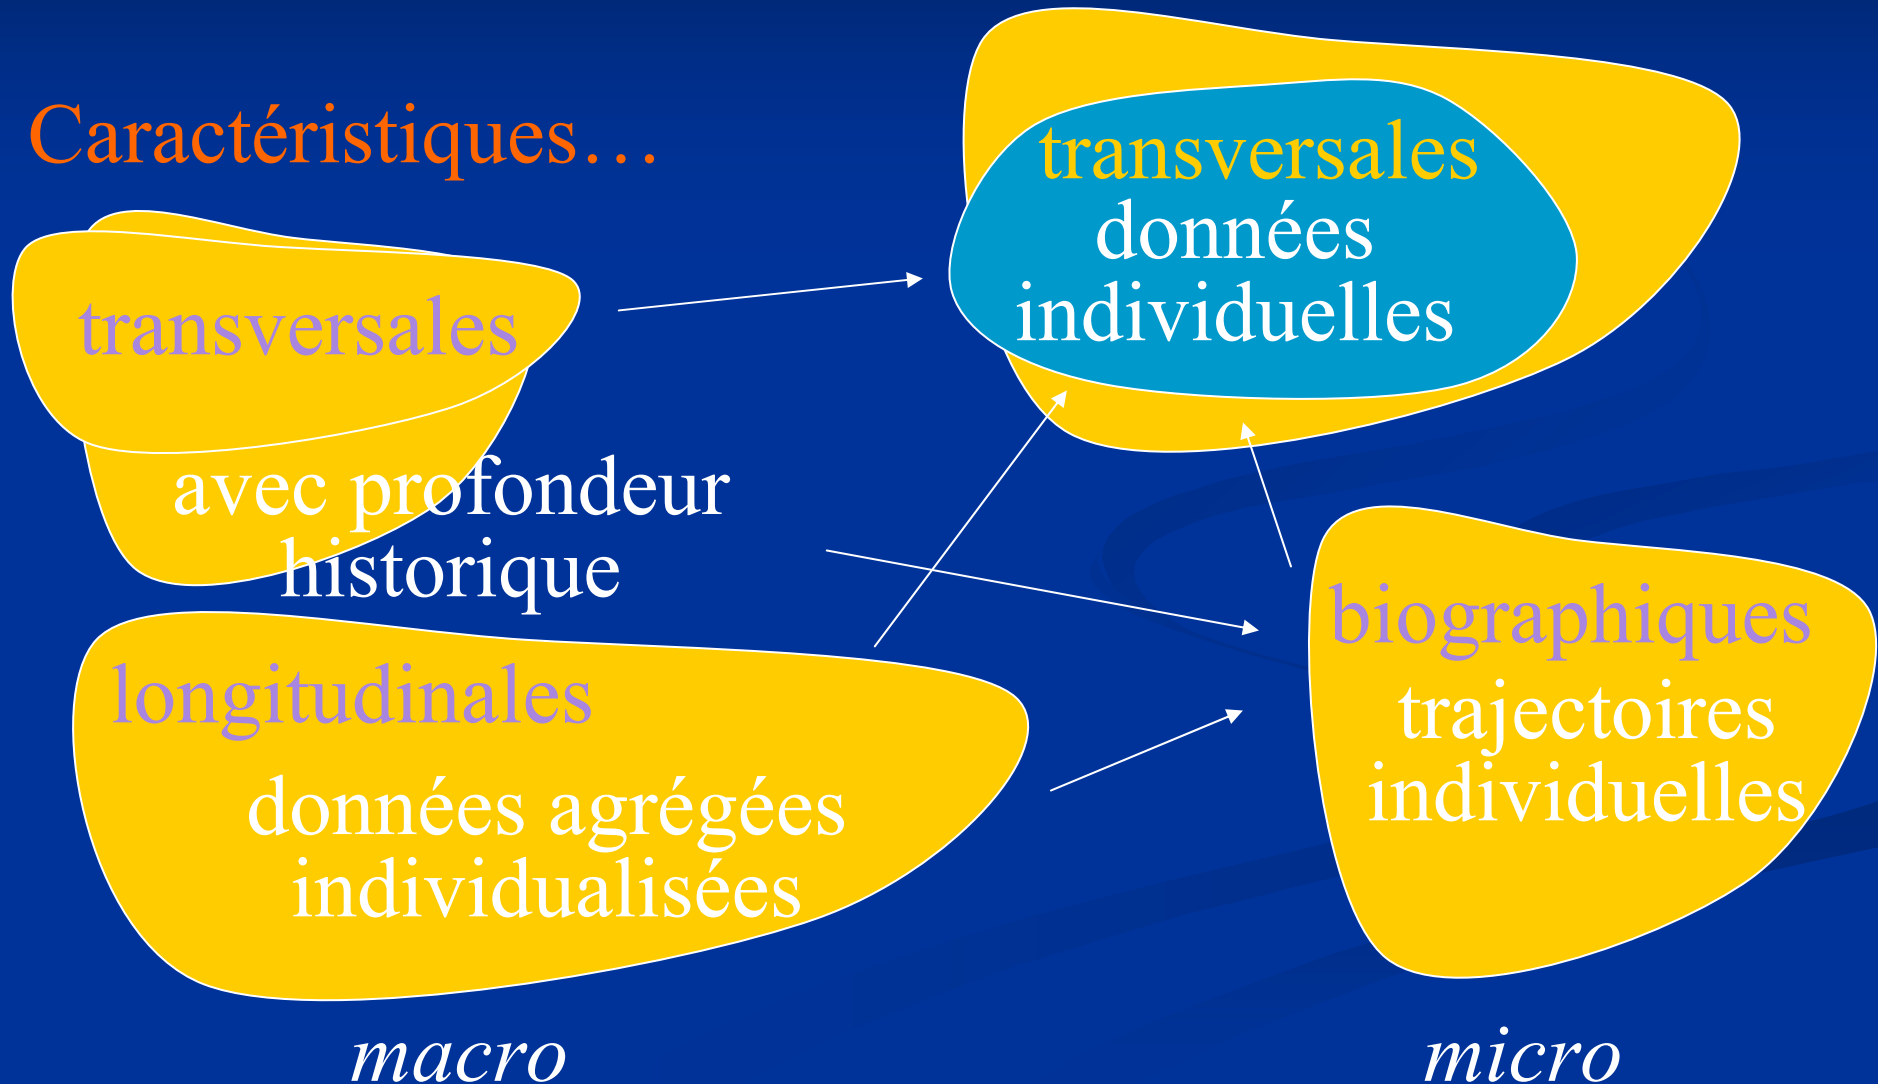 Caractéristiques…
transversales
données
individuelles
transversales
avec profondeur
historique
longitudinales
données agrégées
individualisées
biographiques
trajectoires
individuelles
macro
micro